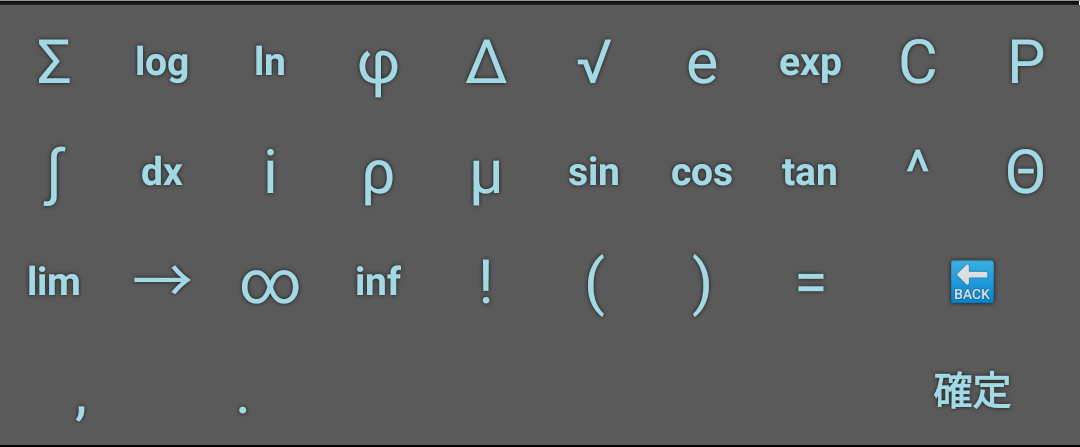 Σ log ln φ Δ √ e exp C P
∫ dx i ρ μ sin cos tan ^ Θ
lim → ∞ inf ! ( ) = BACK
, . 確定